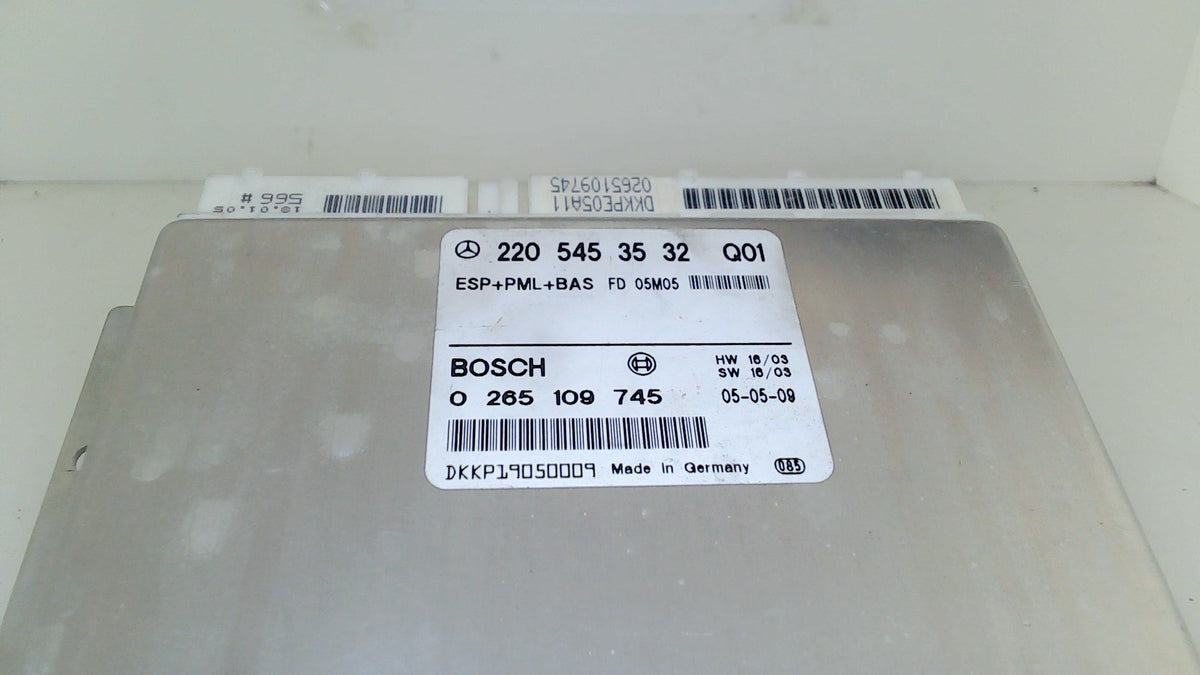 566 #
10.01.05
0265109745
DKKPE05A11
220 545 35 32 Q01
ESP+PML+BAS FD 05M05
BOSCH HW 16/03
SW 16/03
0 265 109 745 05-05-09
DKKP19050009 Made In Germany 085